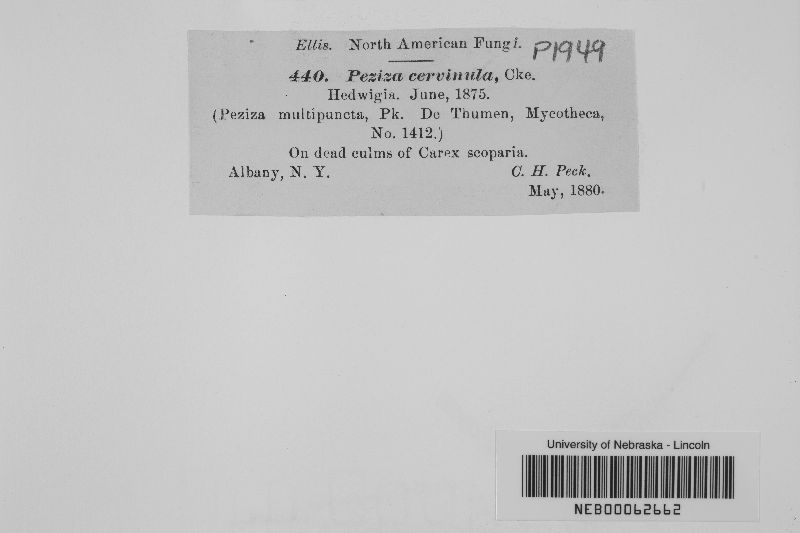 Ellis. North American Fungi. P1949
440. Peziza cervinula, Cke.
Hedwigia. June, 1875.
(Peziza multipuncta, Pk. De Thumen, Mycotheca,
No. 1412.)
On dead culms of Carex scoparia.
Albany, N. Y. C. H. Peck.
May, 1880.
University of Nebraska - Lincoln
NEB00062662